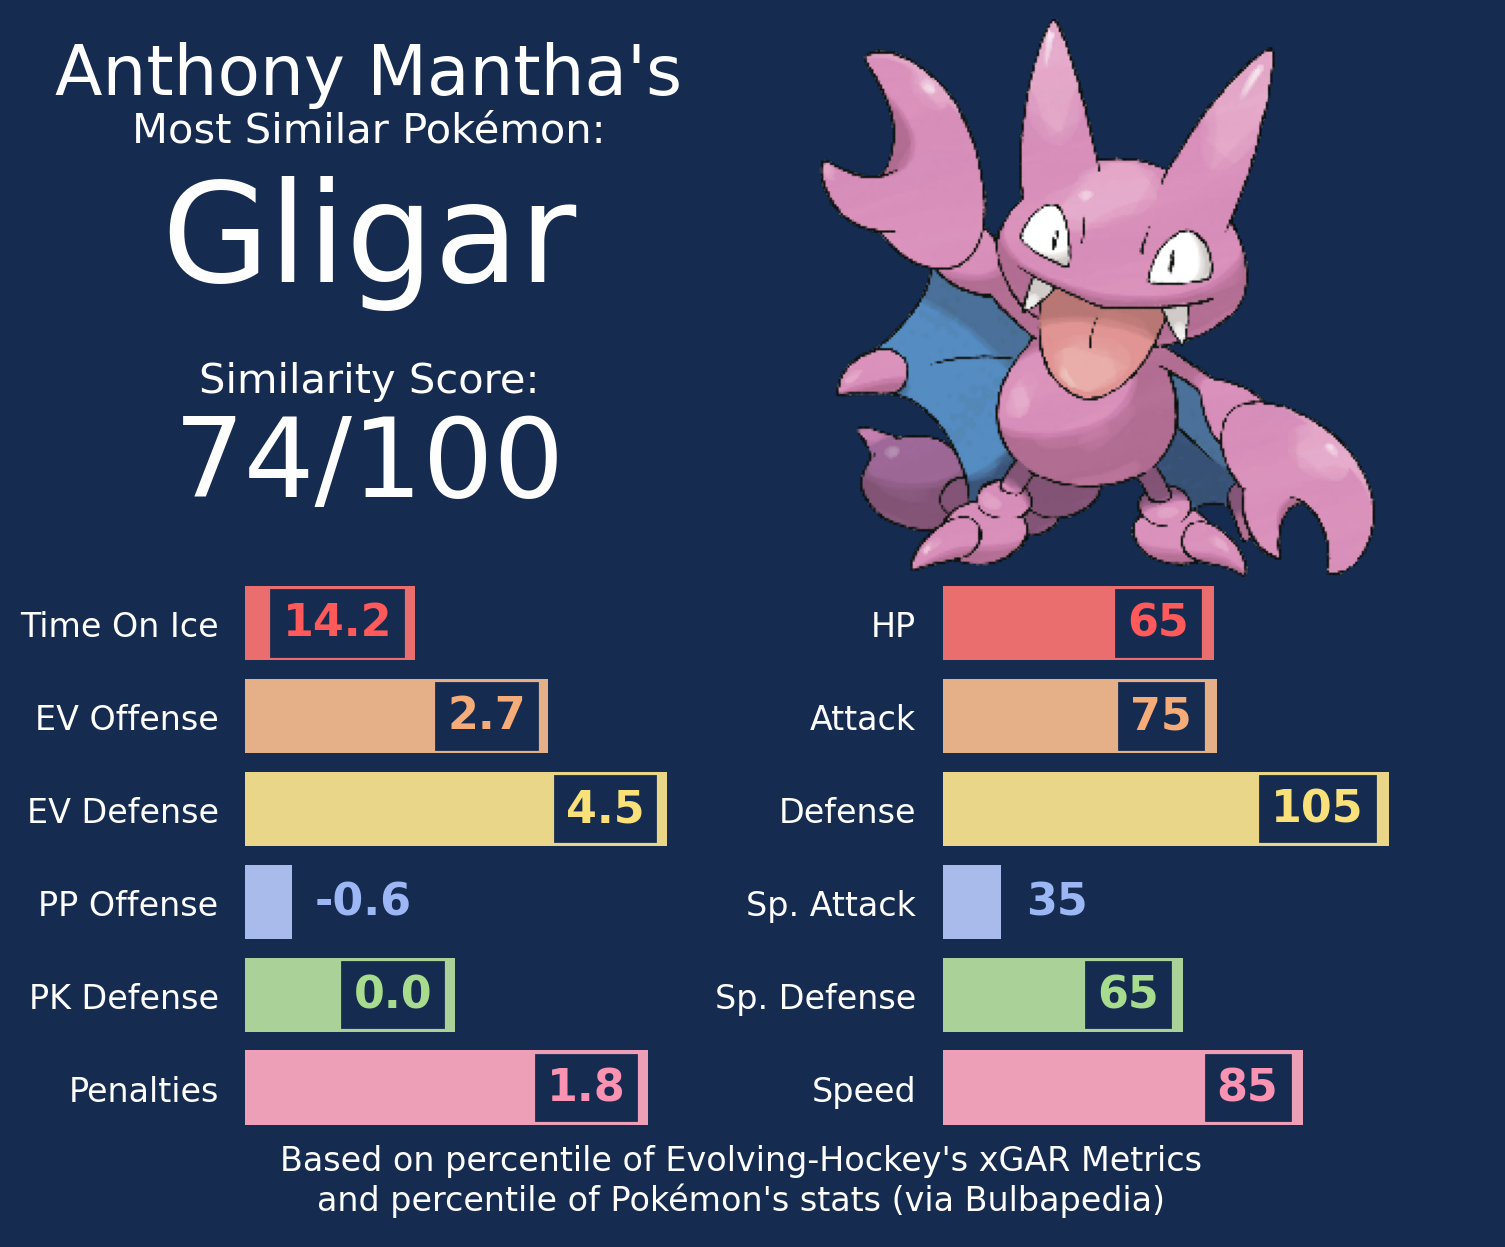 Anthony Mantha's
Most Similar Pokémon:
Gligar
Similarity Score:
74/100
Time On Ice 14.2
EV Offense 2.7
EV Defense 4.5
PP Offense -0.6
PK Defense 0.0
Penalties 1.8
HP 65
Attack 75
Defense 105
Sp. Attack 35
Sp. Defense 65
Speed 85
Based on percentile of Evolving-Hockey's xGAR Metrics
and percentile of Pokémon's stats (via Bulbapedia)